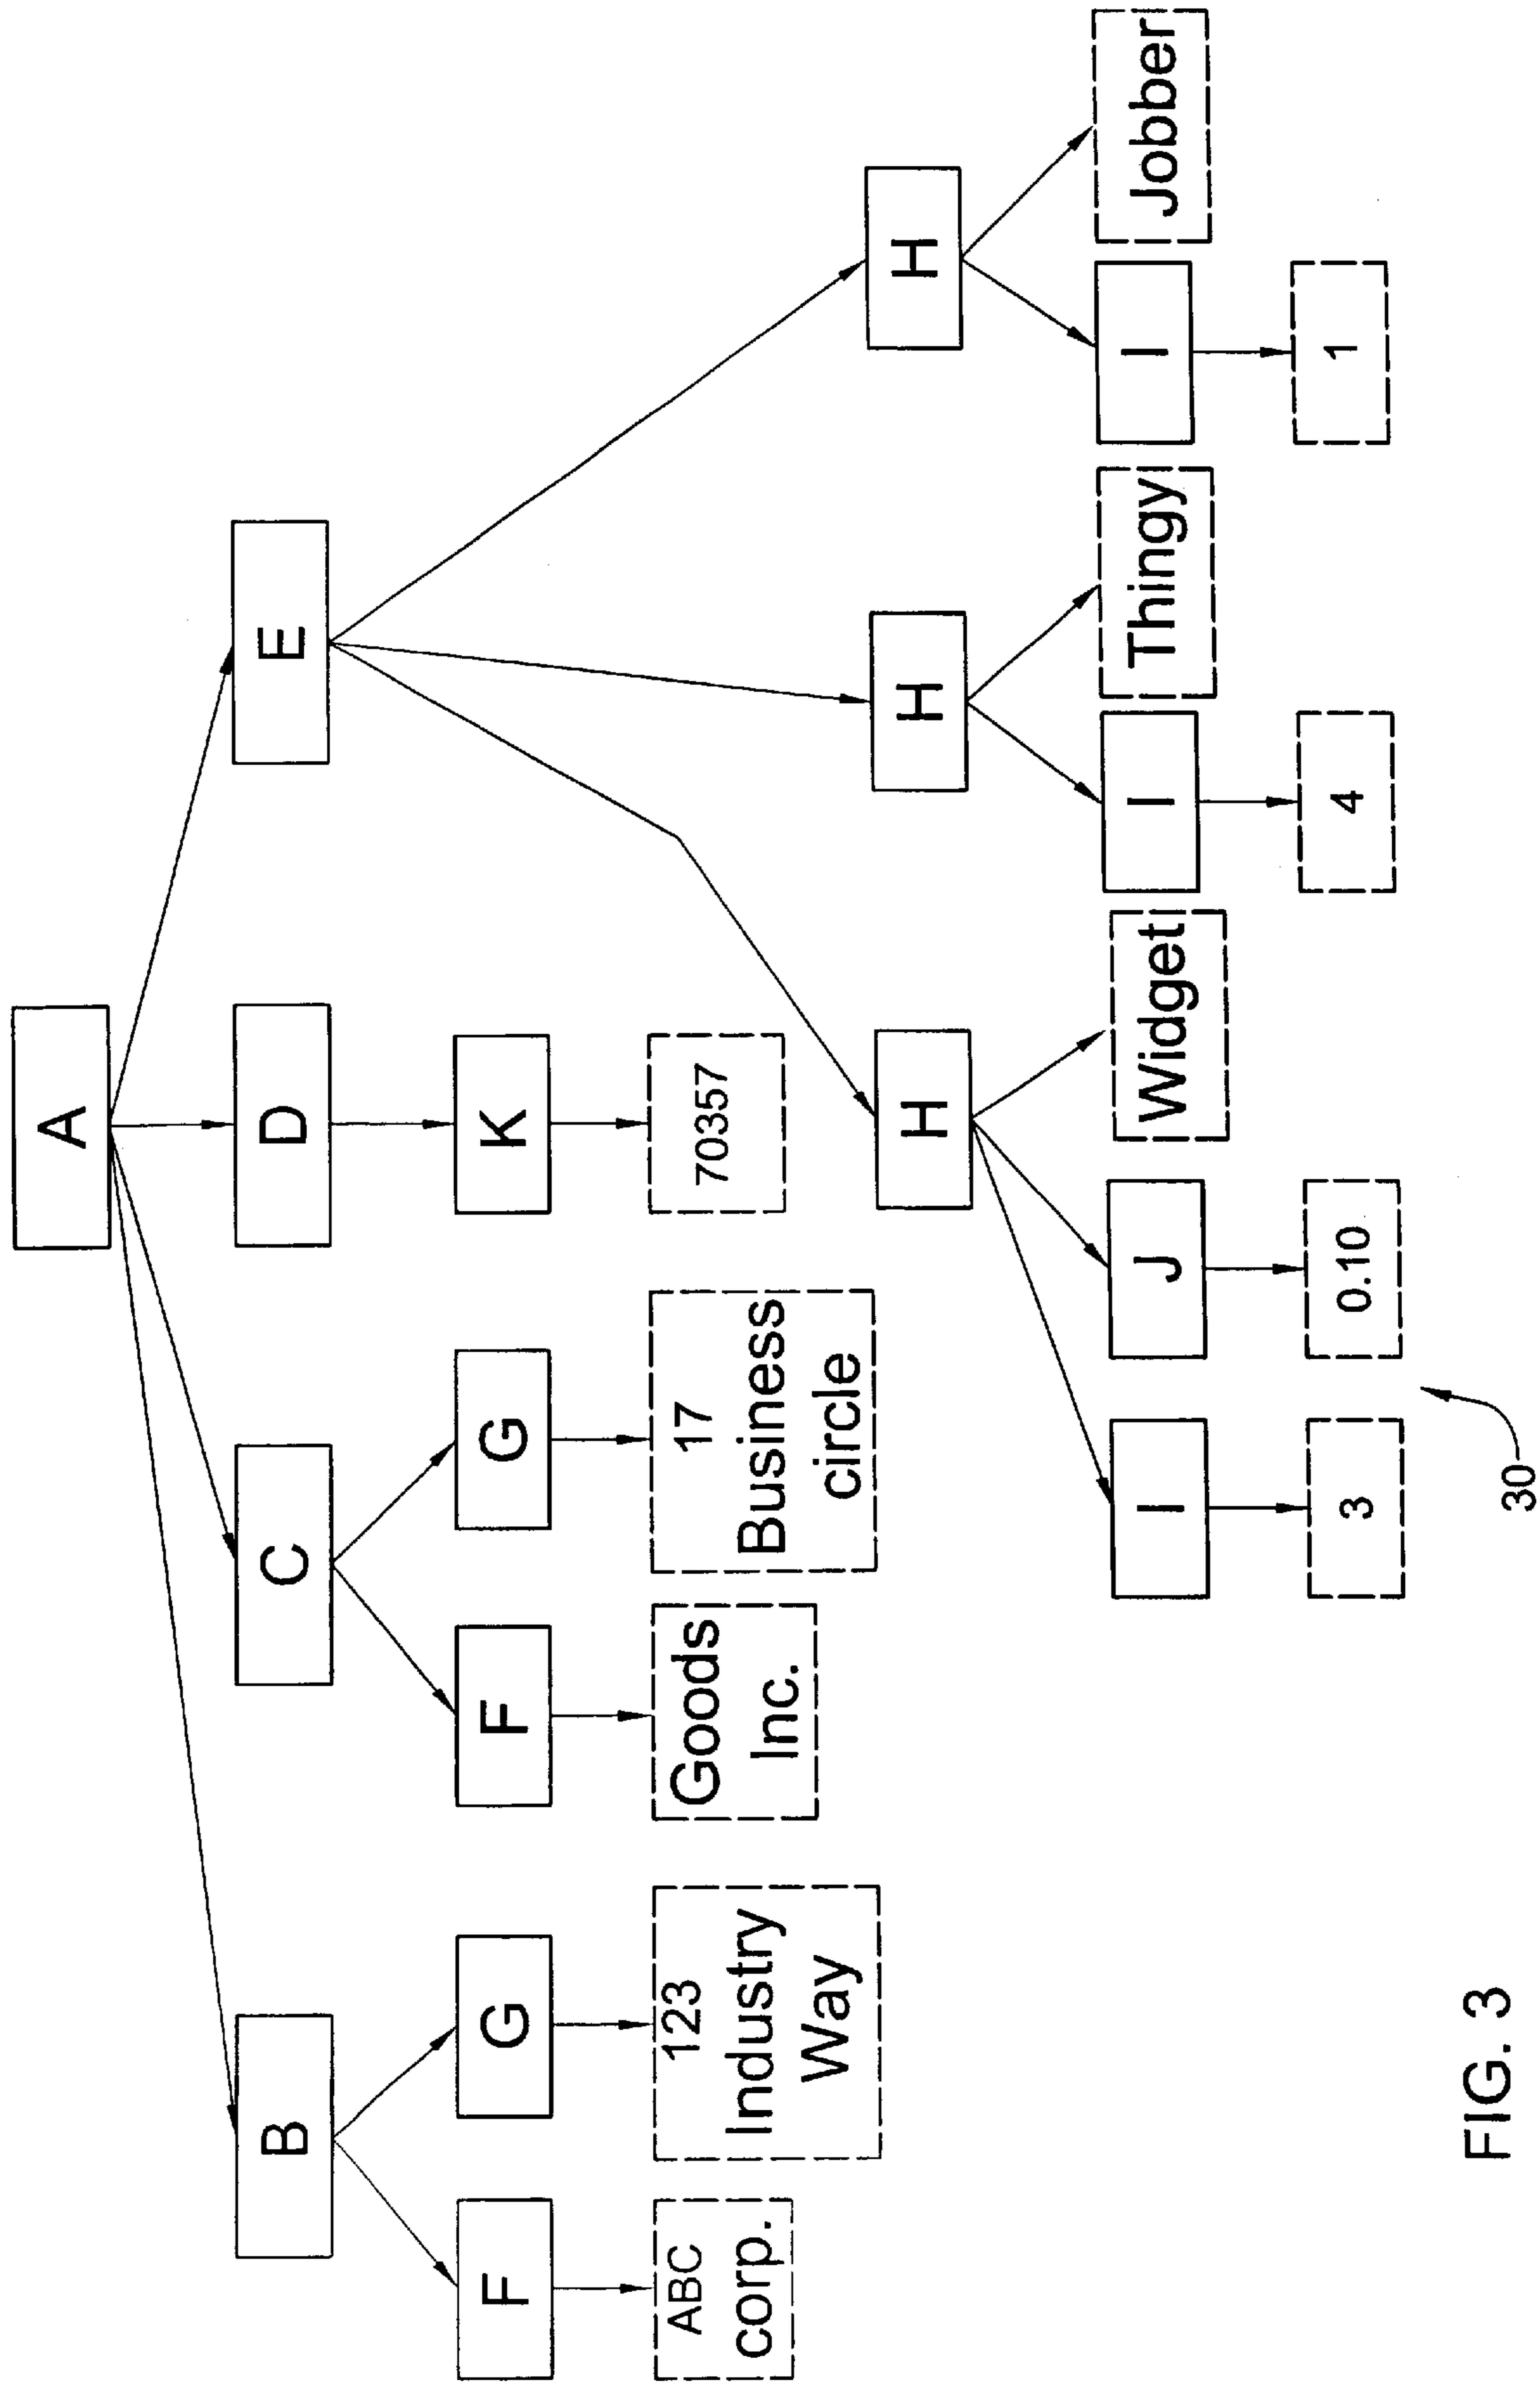 A
B
C
D
E
F
G
F
G
K
ABC
corp.
123
Industry
Way
Goods
Inc.
17
Business
circle
70357
H
H
H
I
J
Widget
I
Thingy
I
Jobber
3
0.10
4
1
30
FIG. 3